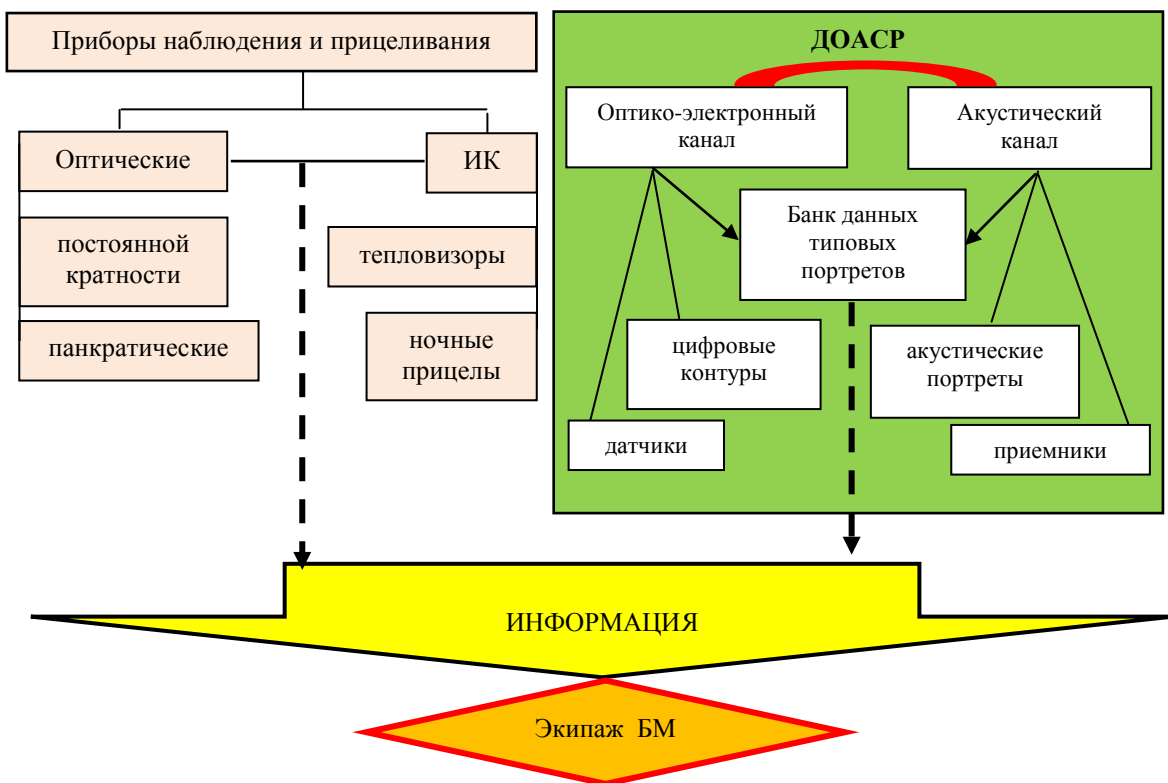 Приборы наблюдения и прицеливания
Оптические
ИК
постоянной
кратности
тепловизоры
панкратические
ночные
прицелы
ДОАСР
Оптико-электронный
канал
Акустический
канал
Банк данных
типовых
портретов
цифровые
контуры
акустические
портреты
датчики
приемники
ИНФОРМАЦИЯ
Экипаж БМ